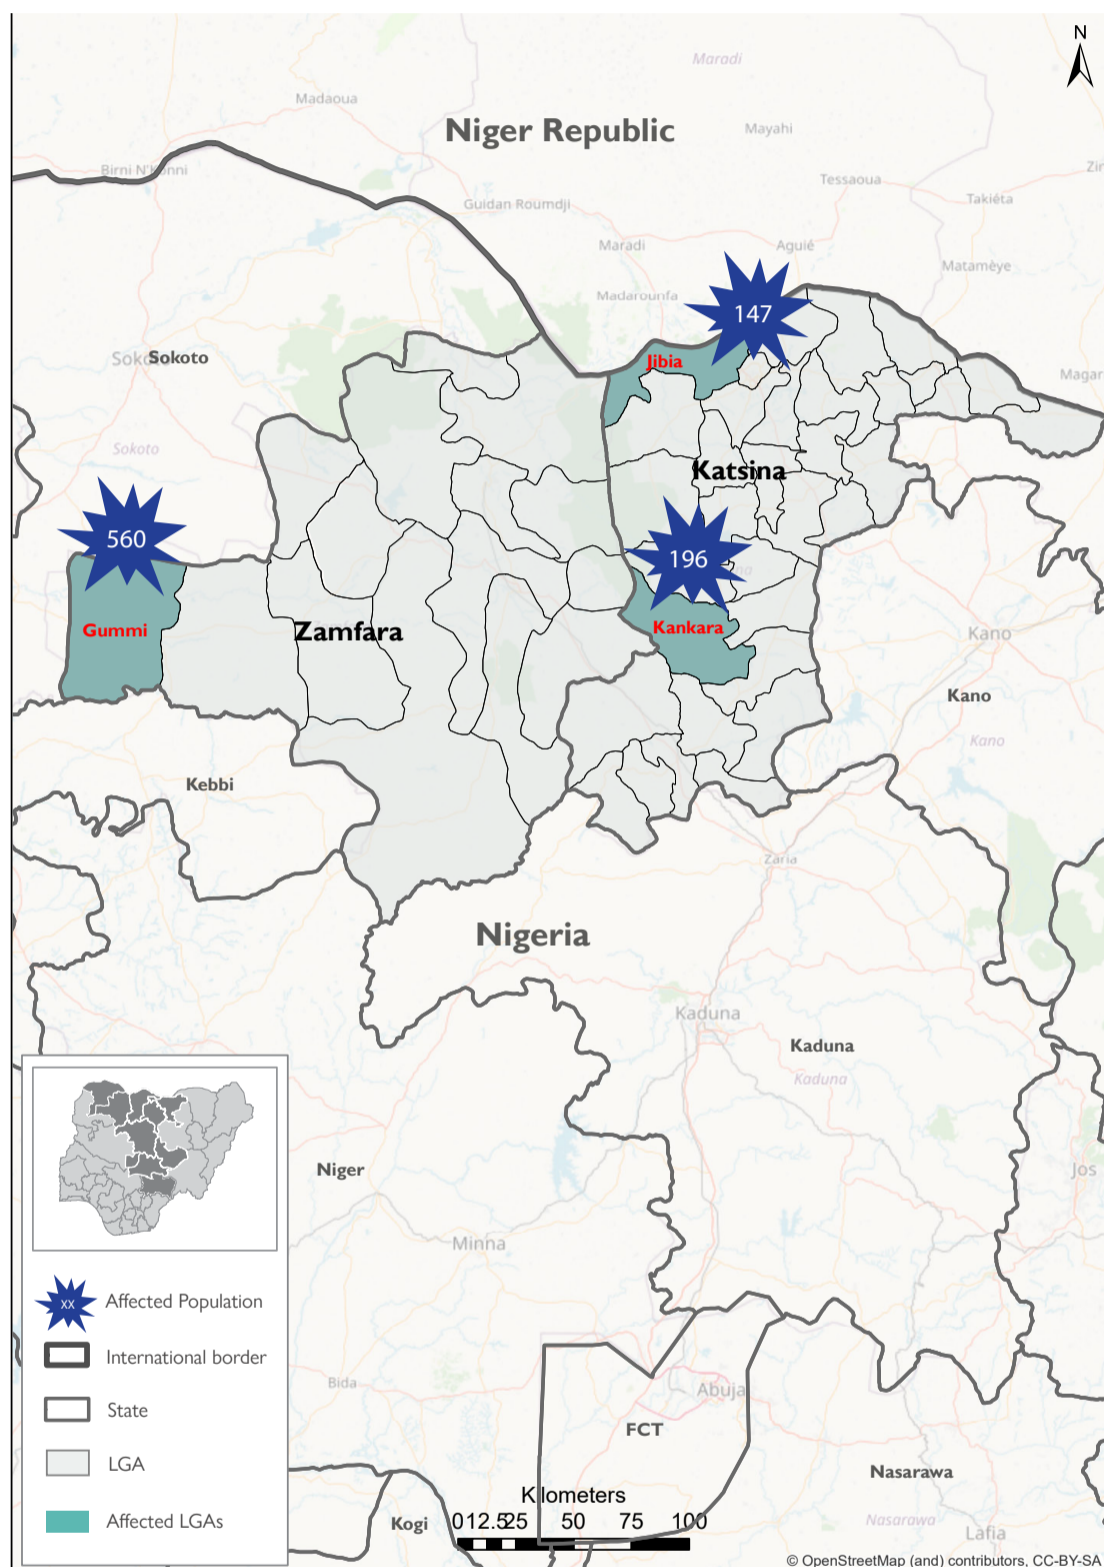 N
Maradi
Madaoua
Niger Republic
Mayahi
Birni N'Konni
Tessaoua
Takiéta
Guidan Roumdji
Maradi
Aguié
Matamèye
Madarounfa
147
Sokoto
Jibia
Magar
Sokoto
Katsina
560
196
Gummi
Zamfara
Kankara
Kano
Kano
Kano
Kebbi
Zaria
Nigeria
Kaduna
Kaduna
Kaduna
Niger
Jos
Minna
xx Affected Population
International border
State
LGA
Affected LGAs
Bida
Abuja
FCT
Nasarawa
Kilometers
Kogi
0 12.5 25 50 75 100
Nasarawa
Lafia
© OpenStreetMap (and) contributors, CC-BY-SA